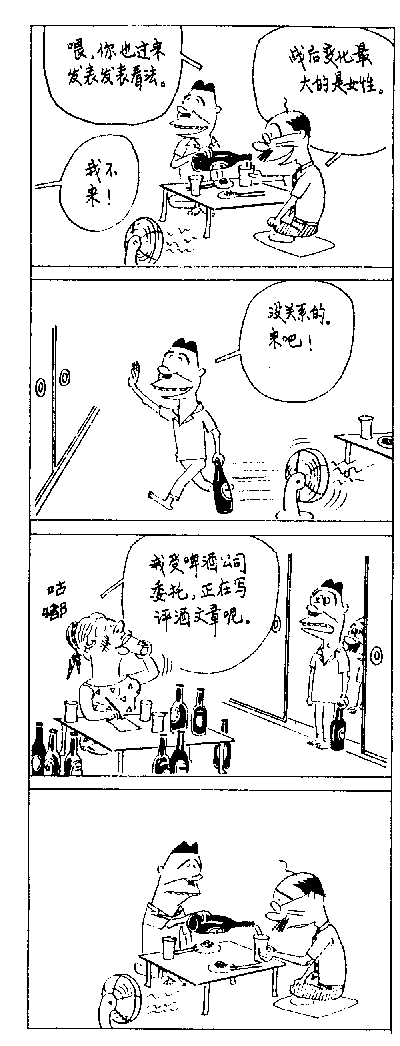 喂，你也过来
发表发表看法。
战后变化最
大的是女性。
我不
来！
没关系的。
来吧！
我受啤酒公司
委托，正在写
评酒文章呢。
咕
嘟